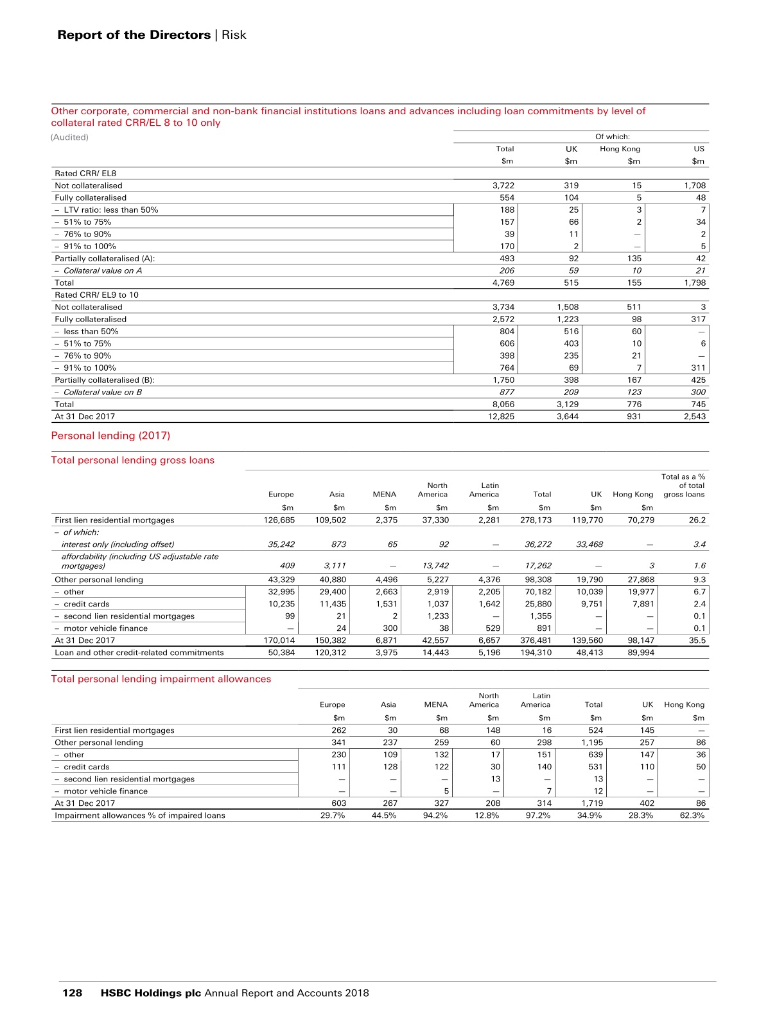 Report of the Directors | Risk
Other corporate, commercial and non-bank financial institutions loans and advances including loan commitments by level of
collateral rated CRR/EL 8 to 10 only
(Audited) Of which:
Total UK Hong Kong US
$m $m $m $m
Rated CRR/ EL8
Not collateralised 3,722 319 15 1,708
Fully collateralised 554 104 5 48
– LTV ratio: less than 50% 188 25 3 7
– 51% to 75% 157 66 2 34
– 76% to 90% 39 11 — 2
– 91% to 100% 170 2 — 5
Partially collateralised (A): 493 92 135 42
– Collateral value on A 206 59 10 21
Total 4,769 515 155 1,798
Rated CRR/ EL9 to 10
Not collateralised 3,734 1,508 511 3
Fully collateralised 2,572 1,223 98 317
– less than 50% 804 516 60 —
– 51% to 75% 606 403 10 6
– 76% to 90% 398 235 21 —
– 91% to 100% 764 69 7 311
Partially collateralised (B): 1,750 398 167 425
– Collateral value on B 877 209 123 300
Total 8,056 3,129 776 745
At 31 Dec 2017 12,825 3,644 931 2,543
Personal lending (2017)
Total personal lending gross loans
Total as a %
North Latin of total
Europe Asia MENA America America Total UK Hong Kong gross loans
$m $m $m $m $m $m $m $m
First lien residential mortgages 126,685 109,502 2,375 37,330 2,281 278,173 119,770 70,279 26.2
– of which:
interest only (including offset) 35,242 873 65 92 — 36,272 33,468 — 3.4
affordability (including US adjustable rate
mortgages) 409 3,111 — 13,742 — 17,262 — 3 1.6
Other personal lending 43,329 40,880 4,496 5,227 4,376 98,308 19,790 27,868 9.3
– other 32,995 29,400 2,663 2,919 2,205 70,182 10,039 19,977 6.7
– credit cards 10,235 11,435 1,531 1,037 1,642 25,880 9,751 7,891 2.4
– second lien residential mortgages 99 21 2 1,233 — 1,355 — — 0.1
– motor vehicle finance — 24 300 38 529 891 — — 0.1
At 31 Dec 2017 170,014 150,382 6,871 42,557 6,657 376,481 139,560 98,147 35.5
Loan and other credit-related commitments 50,384 120,312 3,975 14,443 5,196 194,310 48,413 89,994
Total personal lending impairment allowances
North Latin
Europe Asia MENA America America Total UK Hong Kong
$m $m $m $m $m $m $m $m
First lien residential mortgages 262 30 68 148 16 524 145 —
Other personal lending 341 237 259 60 298 1,195 257 86
– other 230 109 132 17 151 639 147 36
– credit cards 111 128 122 30 140 531 110 50
– second lien residential mortgages — — — 13 — 13 — —
– motor vehicle finance — — 5 — 7 12 — —
At 31 Dec 2017 603 267 327 208 314 1,719 402 86
Impairment allowances % of impaired loans 29.7% 44.5% 94.2% 12.8% 97.2% 34.9% 28.3% 62.3%
128 HSBC Holdings plc Annual Report and Accounts 2018